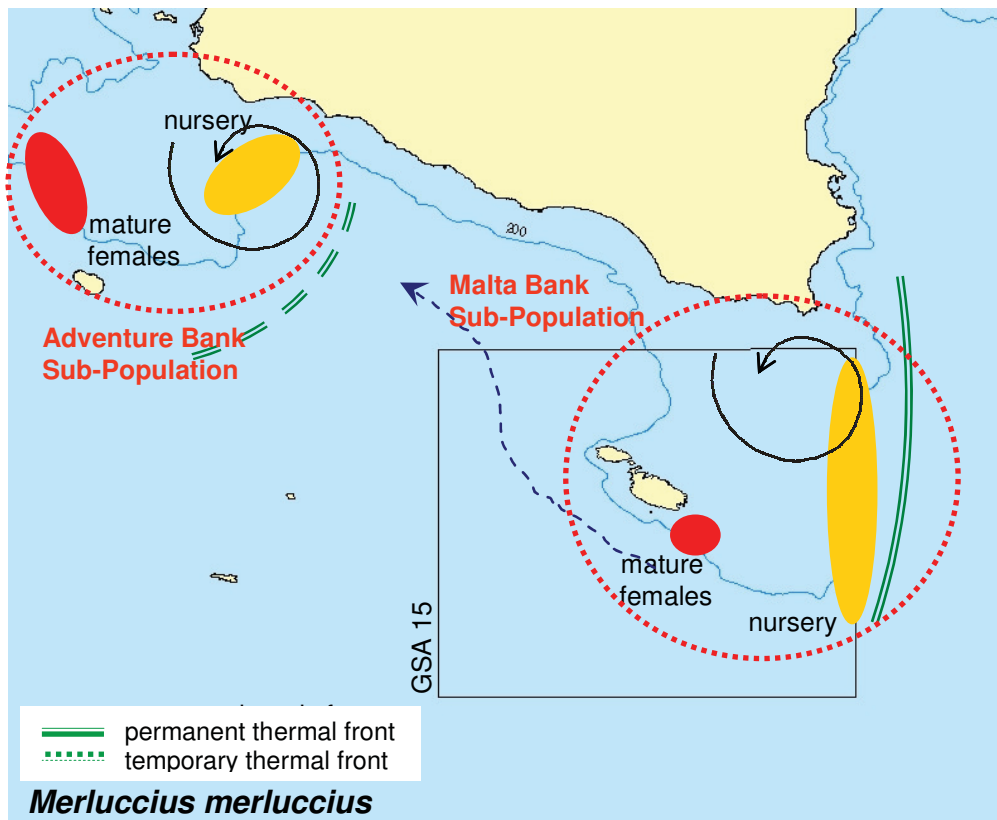 nursery
mature
females
200
Malta Bank
Sub-Population
Adventure Bank
Sub-Population
mature
females
nursery
GSA 15
permanent thermal front
temporary thermal front
Merluccius merluccius